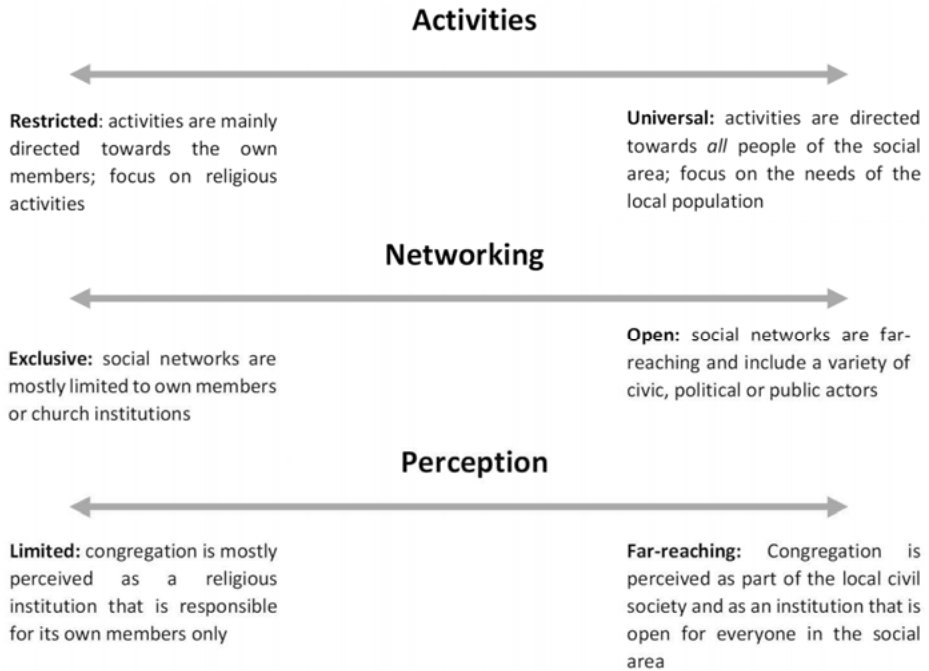 Activities
Restricted: activities are mainly
directed towards the own
members; focus on religious
activities
Universal: activities are directed
towards all people of the social
area; focus on the needs of the
local population
Networking
Exclusive: social networks are
mostly limited to own members
or church institutions
Open: social networks are far-
reaching and include a variety of
civic, political or public actors
Perception
Limited: congregation is mostly
perceived as a religious
institution that is responsible
for its own members only
Far-reaching: Congregation is
perceived as part of the local civil
society and as an institution that is
open for everyone in the social
area